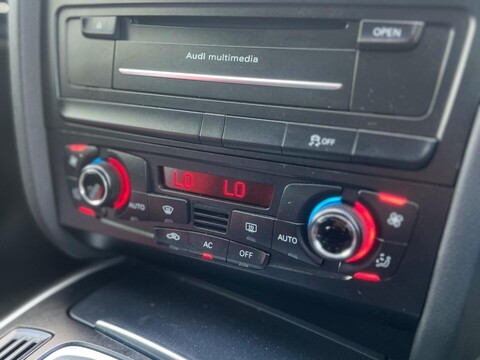 OPEN
Audi multimedia
OFF
LO LO
AUTO
AUTO
AC
OFF